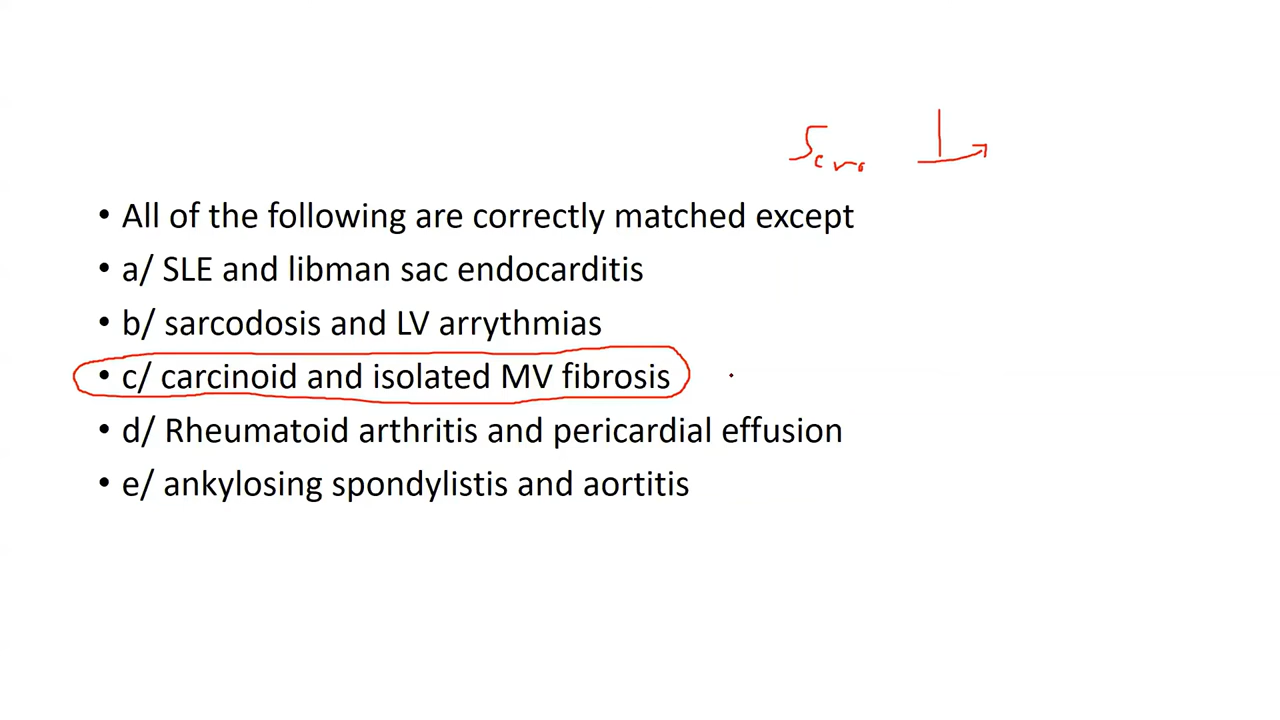 • All of the following are correctly matched except
• a/ SLE and libman sac endocarditis
• b/ sarcodosis and LV arrythmias
• c/ carcinoid and isolated MV fibrosis
• d/ Rheumatoid arthritis and pericardial effusion
• e/ ankylosing spondylistis and aortitis